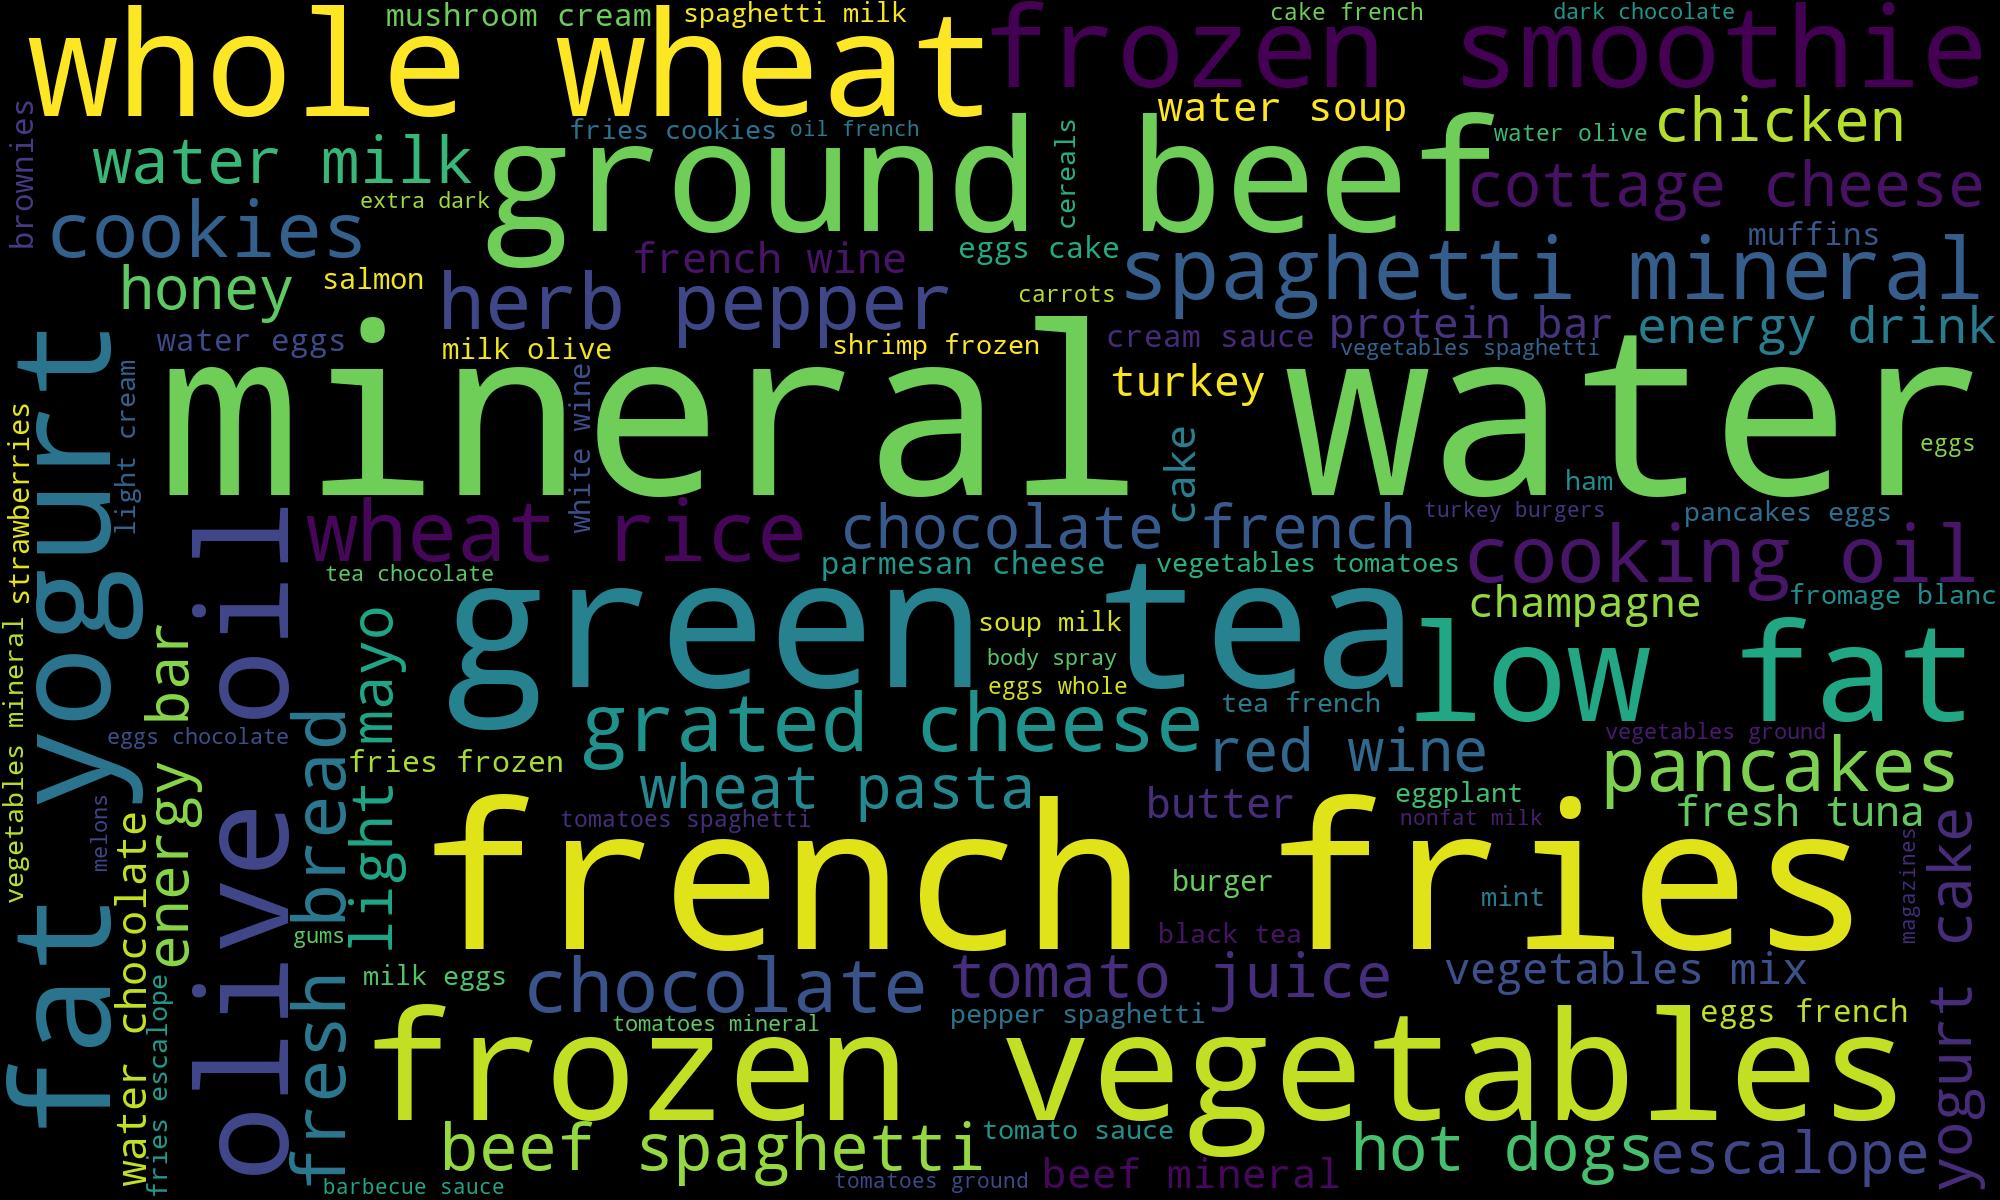 mushroom cream
spaghetti milk
cake french
dark chocolate
whole wheat
frozen smoothie
brownies
water soup
chicken
fries cookies
oil french
water olive
water milk
ground beef
cereals
cottage cheese
extra dark
cookies
french wine
eggs cake
muffins
honey
salmon
herb pepper
carrots
spaghetti mineral
water eggs
milk olive
shrimp frozen
cream sauce
protein bar
energy drink
vegetables spaghetti
fat yogurt
light cream
mineral water
white wine
turkey
cake
eggs
ham
vegetables mineral
strawberries
olive oil
wheat rice
chocolate french
turkey burgers
pancakes eggs
cooking oil
tea chocolate
parmesan cheese
vegetables tomatoes
fromage blanc
green tea
soup milk
champagne
body spray
eggs whole
low fat
energy bar
light mayo
eggs chocolate
fresh bread
grated cheese
tea french
vegetables ground
fries frozen
red wine
pancakes
wheat pasta
melons
water chocolate
butter
eggplant
fresh tuna
tomatoes spaghetti
nonfat milk
french fries
burger
mint
magazines
yogurt cake
gums
black tea
fries escalope
milk eggs
chocolate
tomato juice
vegetables mix
tomatoes mineral
pepper spaghetti
eggs french
frozen vegetables
beef spaghetti
tomato sauce
hot dogs
escalope
barbecue sauce
tomatoes ground
beef mineral